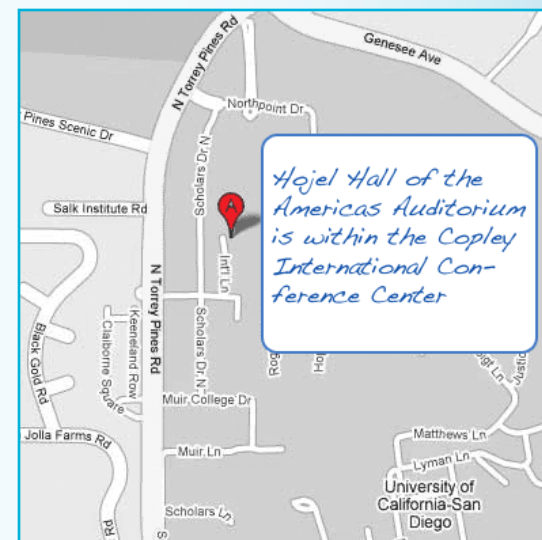 N Torrey Pines Rd
Genesee Ave
Northpoint Dr
Pines Scenic Dr
Scholars Dr N
A
Hojel Hall of the
Americas Auditorium
is within the Copley
International Con-
ference Center
Salk Institute Rd
Int'l Ln
N Torrey Pines Rd
Keeneland Row
Claiborne Square
Black Gold Rd
Scholars Dr N
Muir College Dr
Jolla Farms Rd
Matthews Ln
Muir Ln
Lyman Ln
University of
California-San
Diego
Scholars Ln
Rd
S